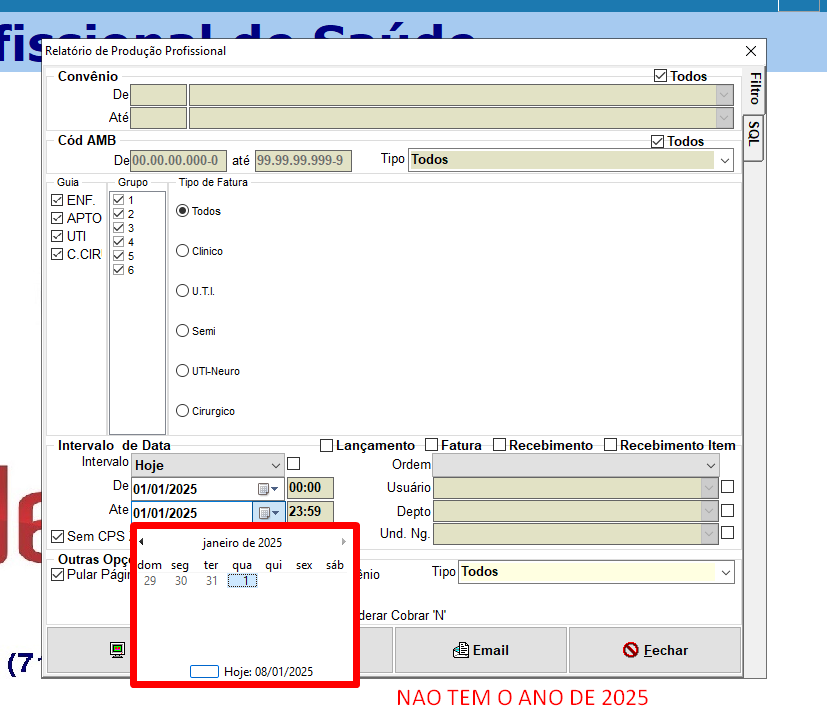 fissional de Saúde
Relatório de Produção Profissional
Convênio
Todos
De
Até
Filtro
SQL
Cód AMB
Todos
De 00.00.00.000-0 até 99.99.99.999-9 Tipo Todos
Guia
Grupo
Tipo de Fatura
ENF.
APTO
UTI
C.CIR
1
2
3
4
5
6
Todos
Clinico
U.T.I.
Semi
UTI-Neuro
Cirurgico
Intervalo de Data
Lançamento Fatura Recebimento Recebimento Item
Intervalo Hoje
Ordem
De 01/01/2025 00:00
Usuário
Ate 01/01/2025 23:59
Depto
Sem CPS
Und. Ng.
janeiro de 2025
dom seg ter qua qui sex sáb
29 30 31 1
Hoje: 08/01/2025
Outras Opç
Pular Págin
ênio
Tipo Todos
derar Cobrar 'N'
Email
Fechar
(7
NAO TEM O ANO DE 2025